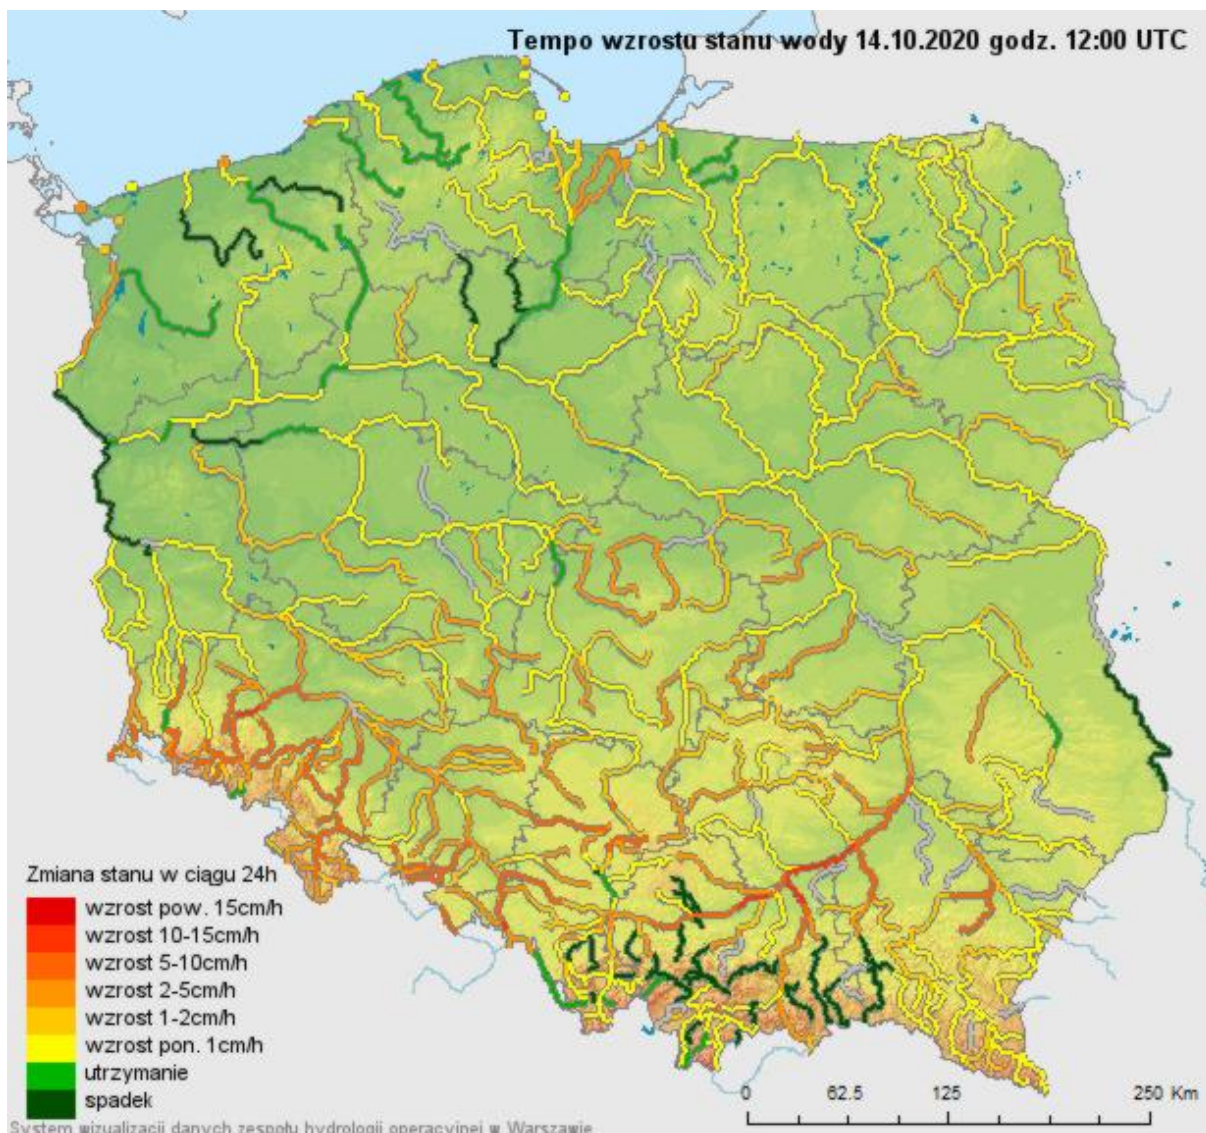 Tempo wzrostu stanu wody 14.10.2020 godz. 12:00 UTC
Zmiana stanu w ciągu 24h
wzrost pow. 15cm/h
wzrost 10-15cm/h
wzrost 5-10cm/h
wzrost 2-5cm/h
wzrost 1-2cm/h
wzrost pon. 1cm/h
utrzymanie
spadek
0 62.5 125 250 Km
System wizualizacji danych zespołu hydrologii operacyjnej w Warszawie